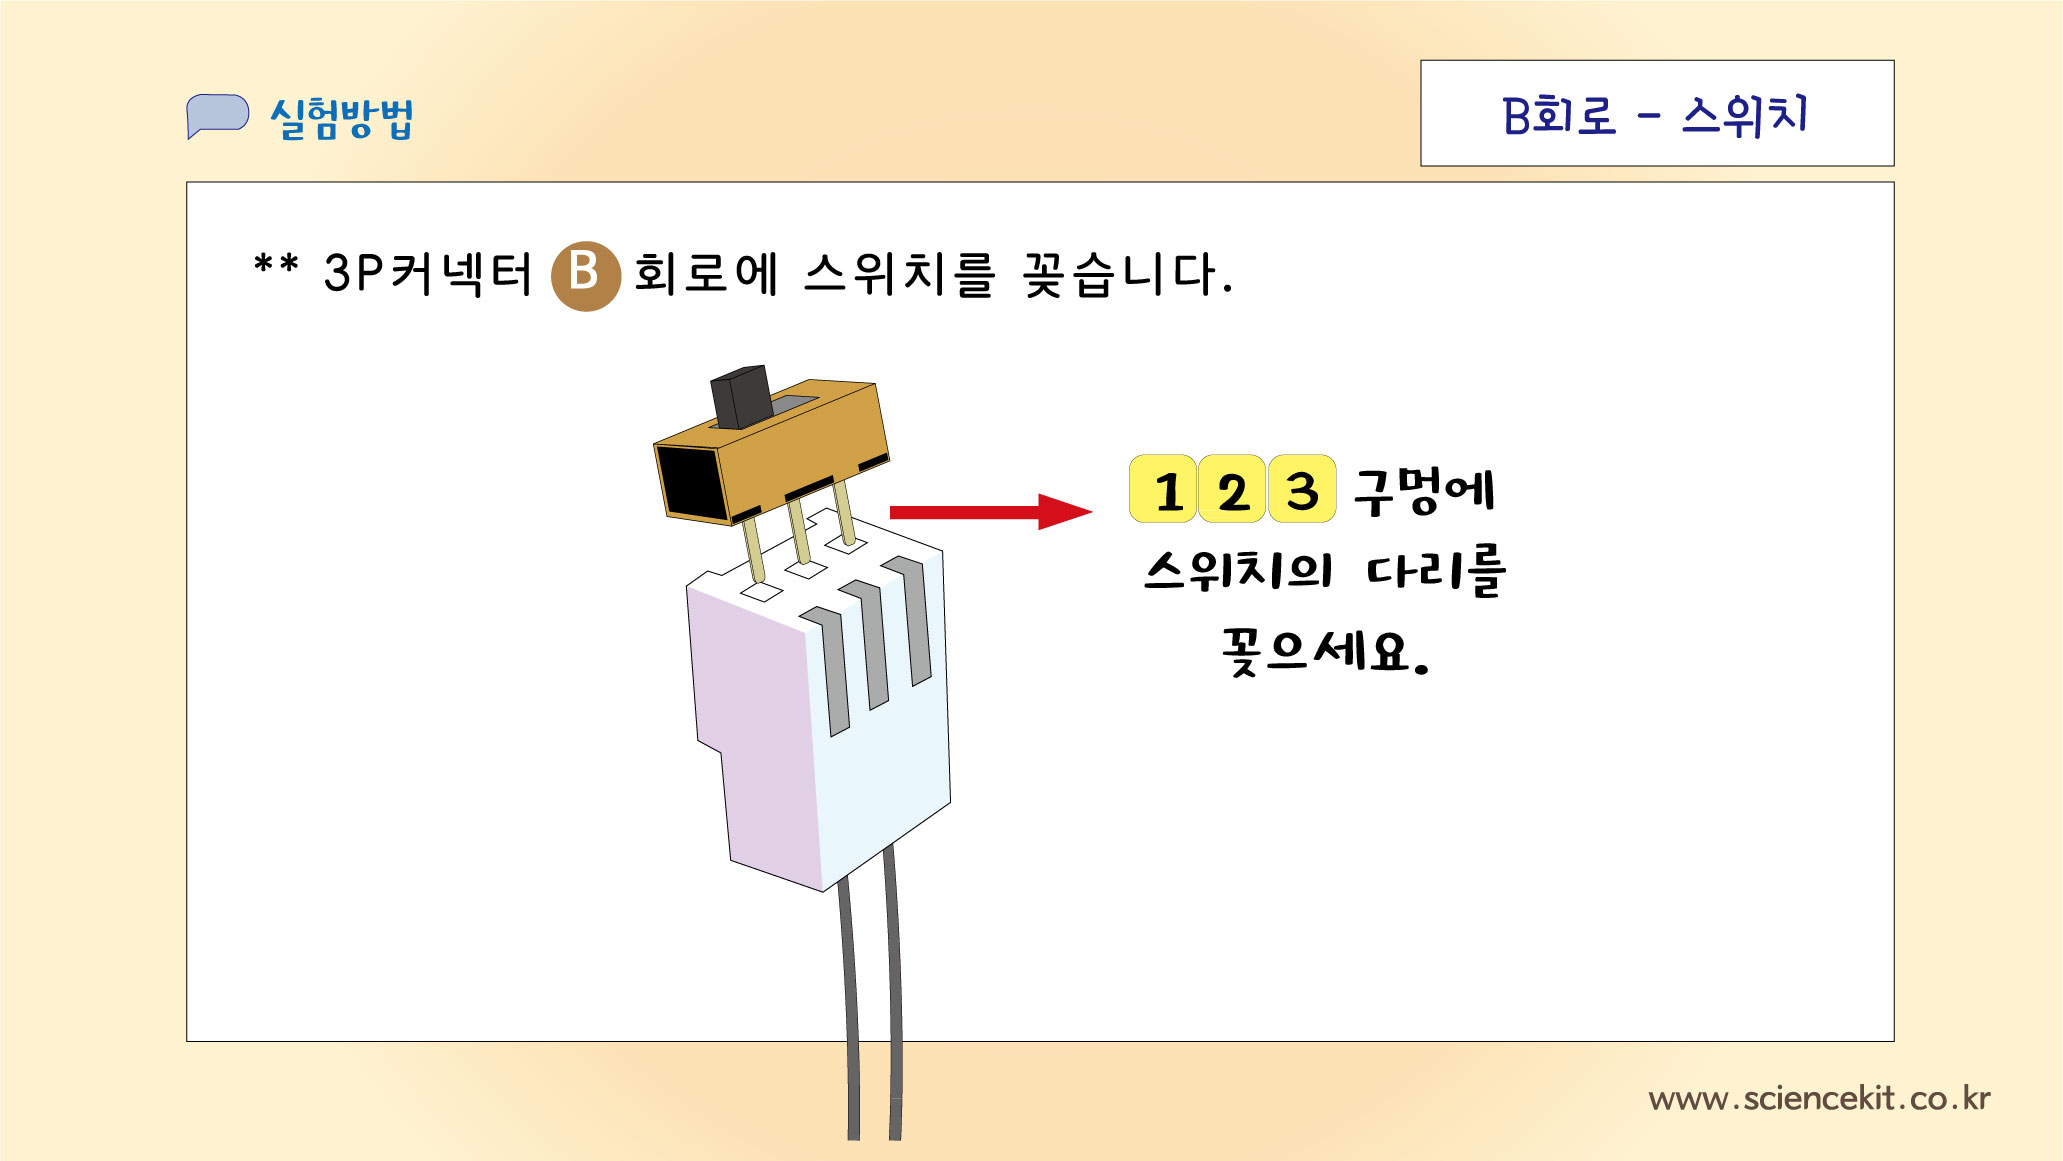 실험방법
B회로 - 스위치
** 3P커넥터 B 회로에 스위치를 꽂습니다.
1 2 3 구멍에
스위치의 다리를
꽂으세요.
www.sciencekit.co.kr